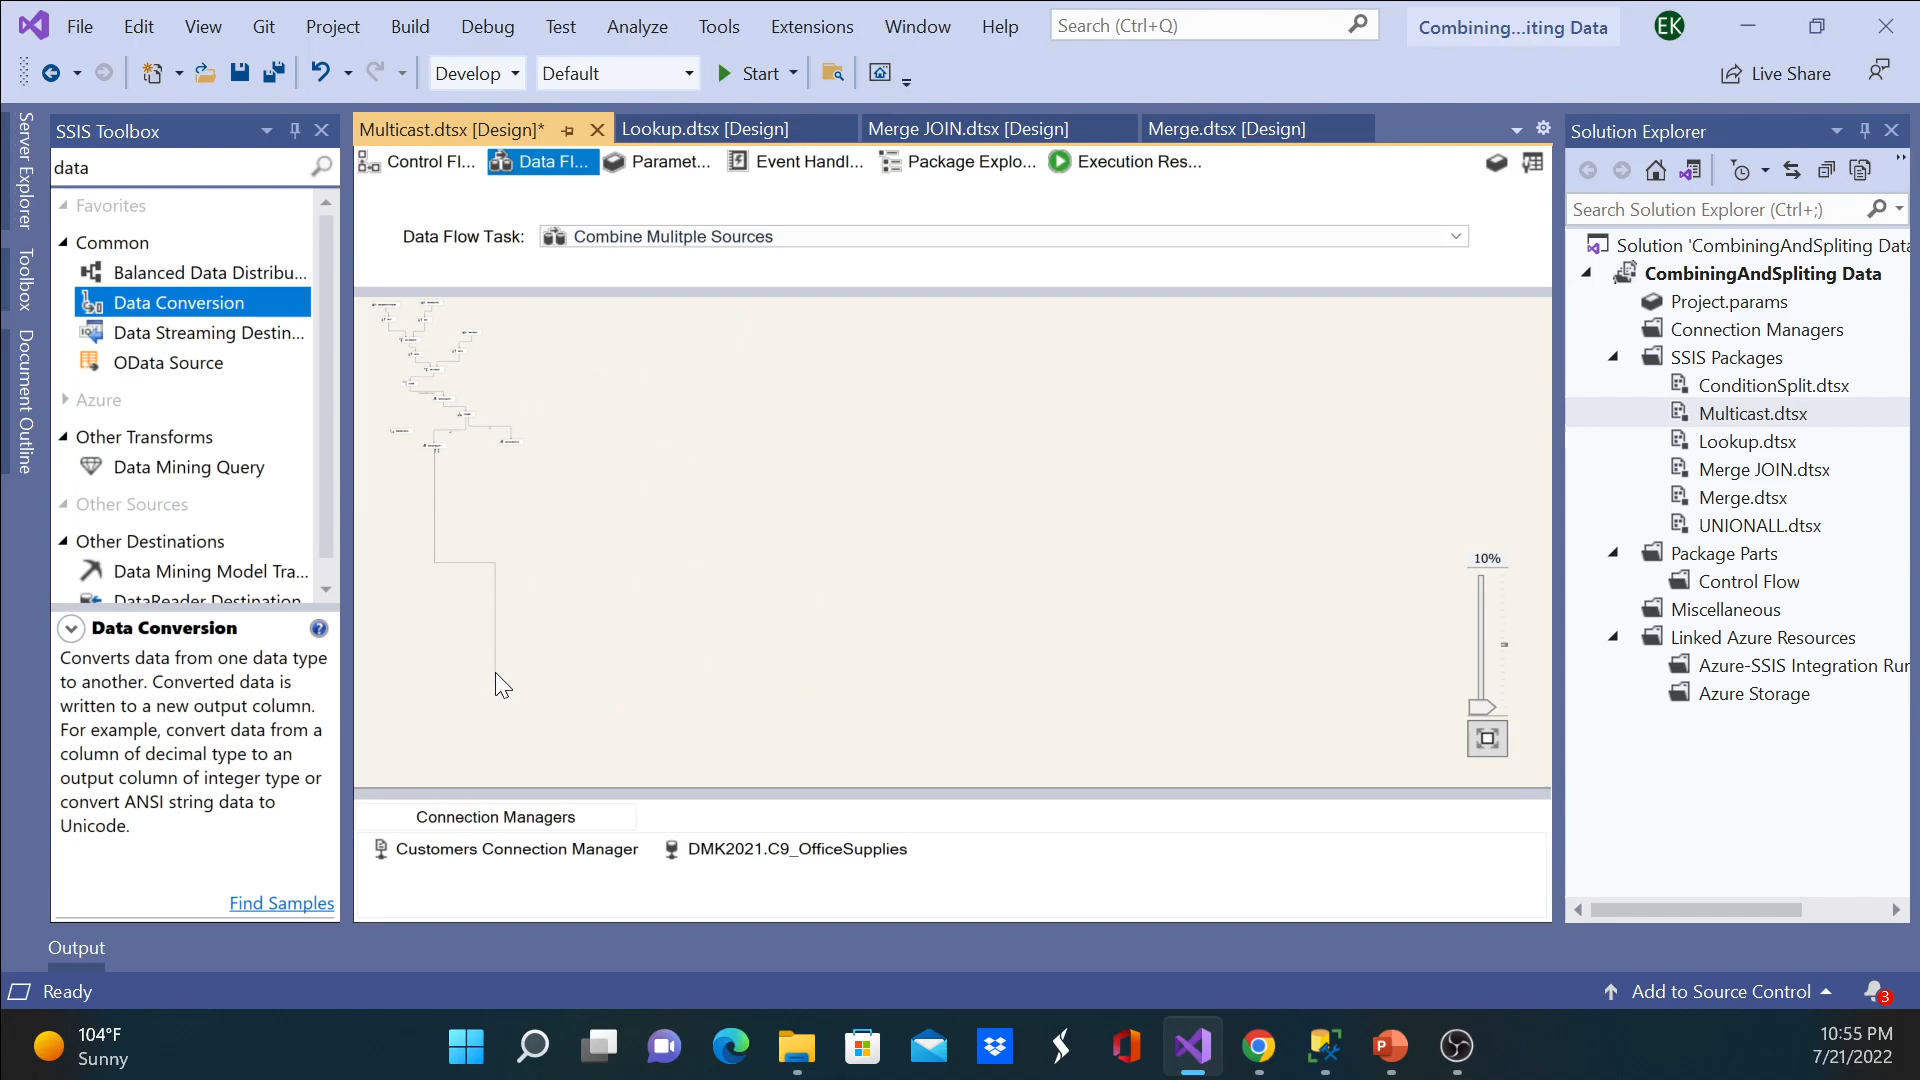 File Edit View Git Project Build Debug Test Analyze Tools Extensions Window Help Search (Ctrl+Q) Combining...iting Data EK
Develop Default Start Live Share
Server Explorer
Toolbox
Document Outline
SSIS Toolbox
data
Favorites
Common
Balanced Data Distribu...
Data Conversion
Data Streaming Destin...
OData Source
Azure
Other Transforms
Data Mining Query
Other Sources
Other Destinations
Data Mining Model Tra...
DataReader Destination
Data Conversion
Converts data from one data type
to another. Converted data is
written to a new output column.
For example, convert data from a
column of decimal type to an
output column of integer type or
convert ANSI string data to
Unicode.
Find Samples
Multicast.dtsx [Design]* Lookup.dtsx [Design] Merge JOIN.dtsx [Design] Merge.dtsx [Design]
Control Fl... Data Fl... Paramet... Event Handl... Package Explo... Execution Res...
Data Flow Task: Combine Mulitple Sources
10%
Connection Managers
Customers Connection Manager DMK2021.C9_OfficeSupplies
Solution Explorer
Search Solution Explorer (Ctrl+;)
Solution 'CombiningAndSpliting Data
CombiningAndSpliting Data
Project.params
Connection Managers
SSIS Packages
ConditionSplit.dtsx
Multicast.dtsx
Lookup.dtsx
Merge JOIN.dtsx
Merge.dtsx
UNIONALL.dtsx
Package Parts
Control Flow
Miscellaneous
Linked Azure Resources
Azure-SSIS Integration Run
Azure Storage
Output
Ready Add to Source Control 3
104°F
Sunny
10:55 PM
7/21/2022